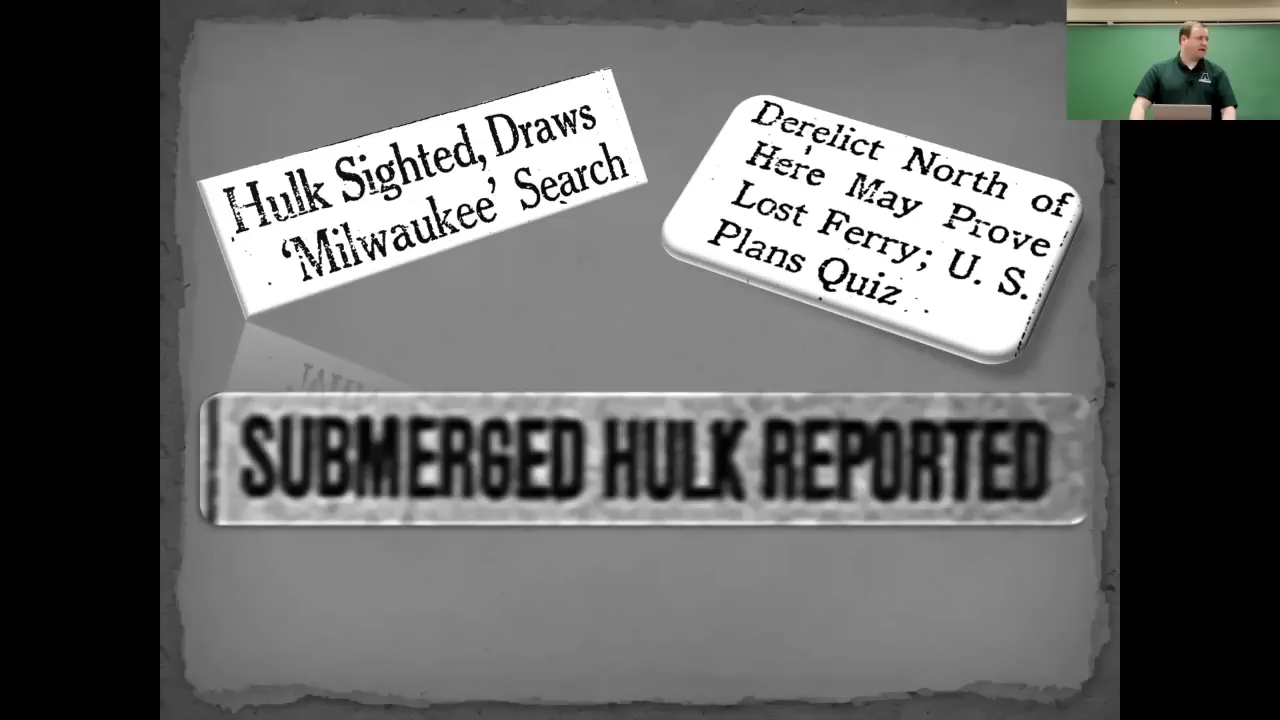 Hulk Sighted, Draws
'Milwaukee' Search
Derelict North of
Here May Prove
Lost Ferry; U. S.
Plans Quiz
SUBMERGED HULK REPORTED